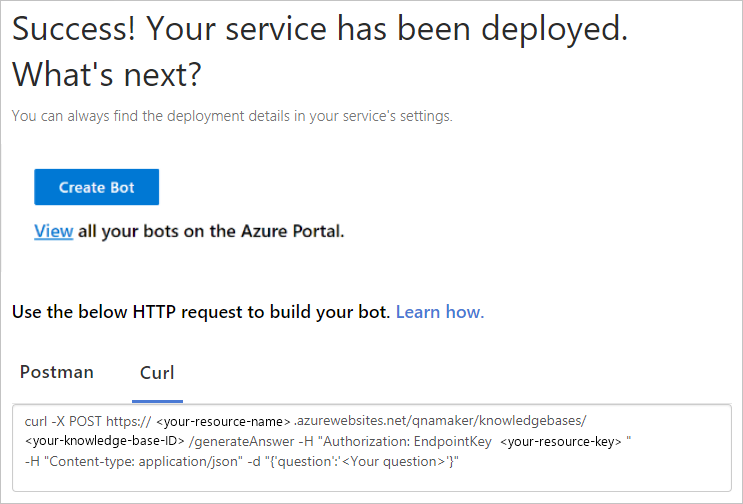 Success! Your service has been deployed.
What's next?
You can always find the deployment details in your service's settings.
Create Bot
View all your bots on the Azure Portal.
Use the below HTTP request to build your bot. Learn how.
Postman Curl
curl -X POST https:// <your-resource-name> .azurewebsites.net/qnamaker/knowledgebases/
<your-knowledge-base-ID> /generateAnswer -H "Authorization: EndpointKey <your-resource-key> "
-H "Content-type: application/json" -d "{'question':'<Your question>'}"